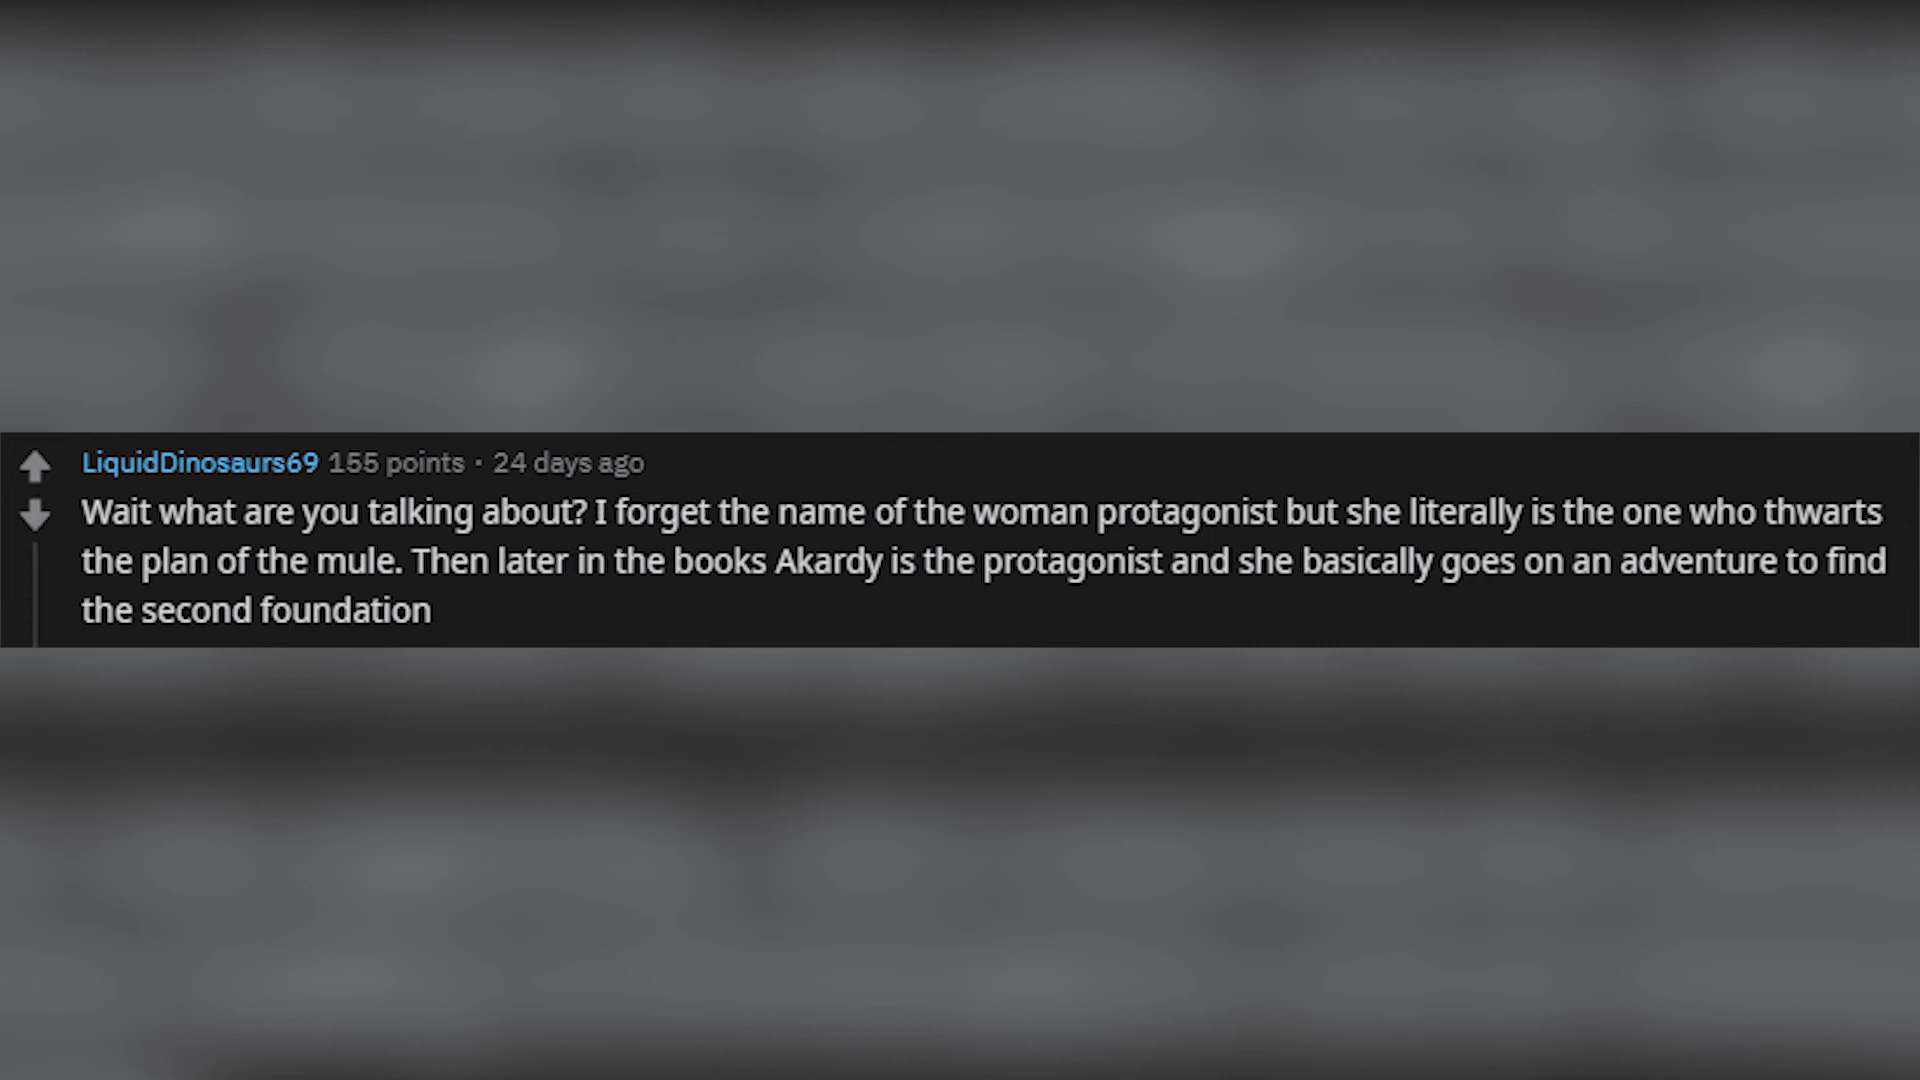 LiquidDinosaurs69 155 points · 24 days ago
Wait what are you talking about? I forget the name of the woman protagonist but she literally is the one who thwarts
the plan of the mule. Then later in the books Akardy is the protagonist and she basically goes on an adventure to find
the second foundation